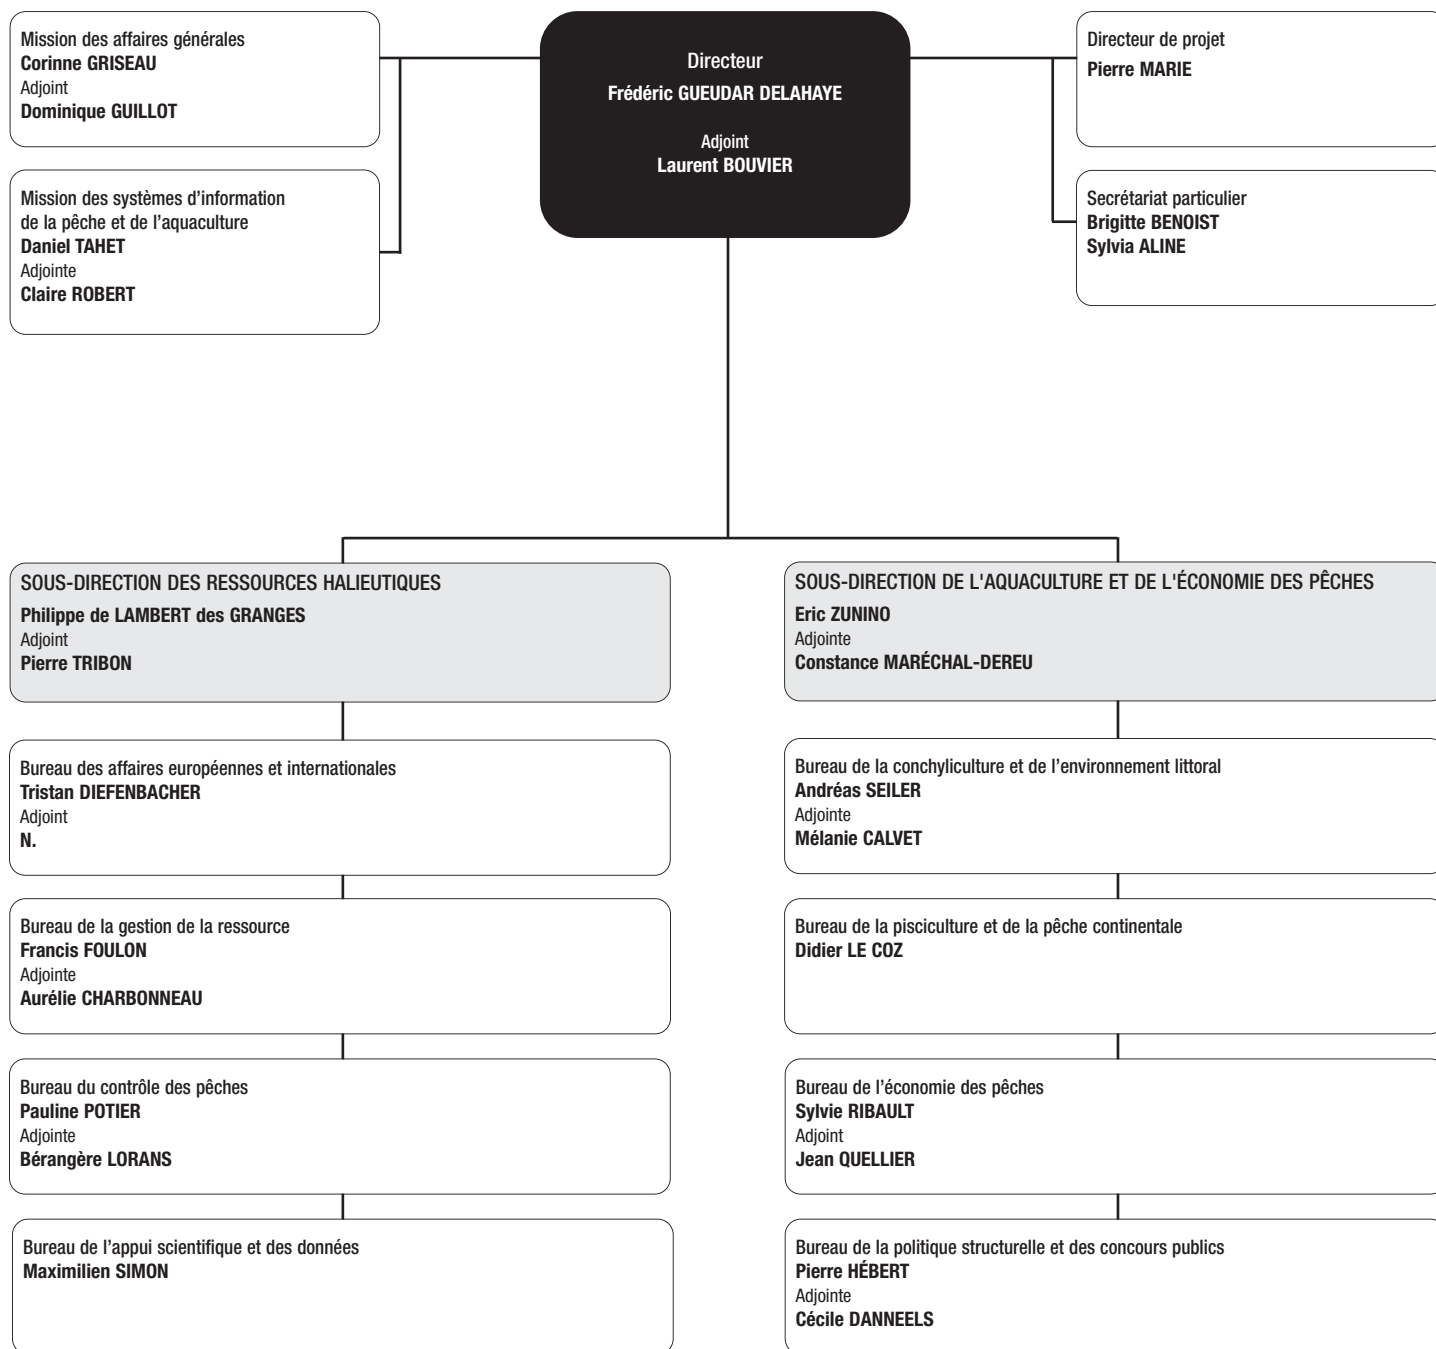 Mission des affaires générales
Corinne GRISEAU
Adjoint
Dominique GUILLOT
Directeur
Frédéric GUEUDAR DELAHAYE
Adjoint
Laurent BOUVIER
Directeur de projet
Pierre MARIE
Mission des systèmes d'information
de la pêche et de l'aquaculture
Daniel TAHET
Adjointe
Claire ROBERT
Secrétariat particulier
Brigitte BENOIST
Sylvia ALINE
SOUS-DIRECTION DES RESSOURCES HALIEUTIQUES
Philippe de LAMBERT des GRANGES
Adjoint
Pierre TRIBON
Bureau des affaires européennes et internationales
Tristan DIEFENBACHER
Adjoint
N.
Bureau de la gestion de la ressource
Francis FOULON
Adjointe
Aurélie CHARBONNEAU
Bureau du contrôle des pêches
Pauline POTIER
Adjointe
Bérangère LORANS
Bureau de l'appui scientifique et des données
Maximilien SIMON
SOUS-DIRECTION DE L'AQUACULTURE ET DE L'ÉCONOMIE DES PÊCHES
Eric ZUNINO
Adjointe
Constance MARÉCHAL-DEREU
Bureau de la conchyliculture et de l'environnement littoral
Andréas SEILER
Adjointe
Mélanie CALVET
Bureau de la pisciculture et de la pêche continentale
Didier LE COZ
Bureau de l'économie des pêches
Sylvie RIBAULT
Adjoint
Jean QUELLIER
Bureau de la politique structurelle et des concours publics
Pierre HÉBERT
Adjointe
Cécile DANNEELS